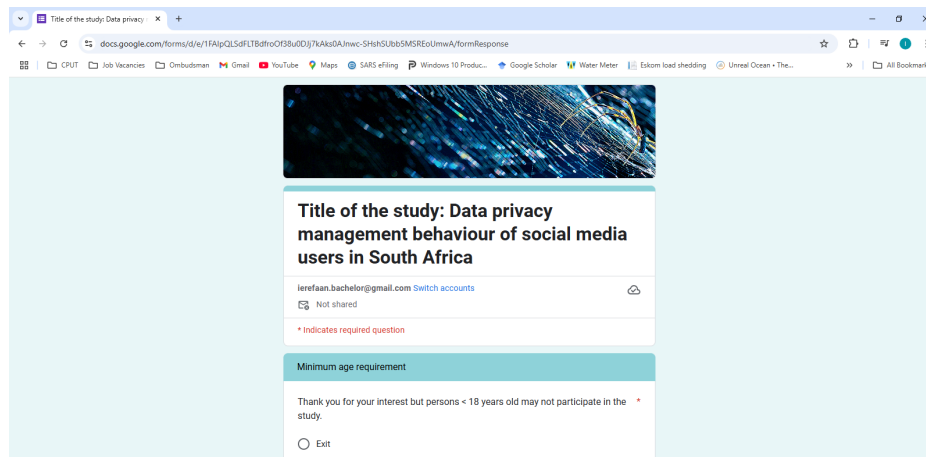 Title of the study: Data privacy
docs.google.com/forms/d/e/1FAIpQLSdFLTBdfroOf38u0DJj7kAks0AJnwc-SHshSUbb5MSREoUmwA/formResponse
CPUT Job Vacancies Ombudsman Gmail YouTube Maps SARS eFiling Windows 10 Produc... Google Scholar Water Meter Eskom load shedding Unreal Ocean • The... » All Bookmark
Title of the study: Data privacy
management behaviour of social media
users in South Africa
ierefaan.bachelor@gmail.com Switch accounts
Not shared
* Indicates required question
Minimum age requirement
Thank you for your interest but persons < 18 years old may not participate in the *
study.
Exit